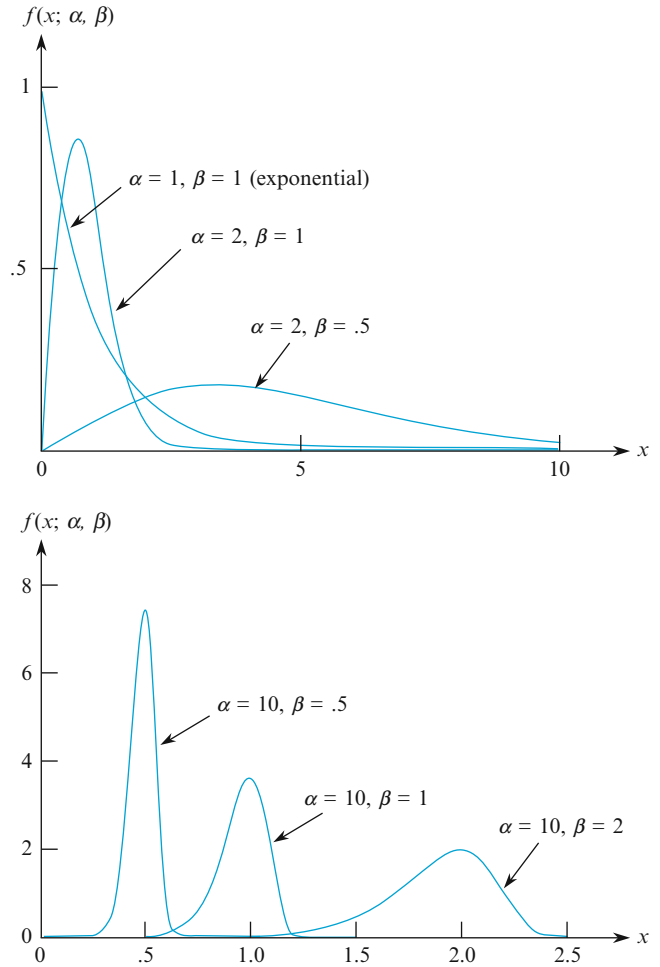 f(x; α, β)
1
α = 1, β = 1 (exponential)
α = 2, β = 1
.5
α = 2, β = .5
x
0 5 10
f(x; α, β)
8
6
α = 10, β = .5
4
α = 10, β = 1
α = 10, β = 2
2
0
x
0 .5 1.0 1.5 2.0 2.5